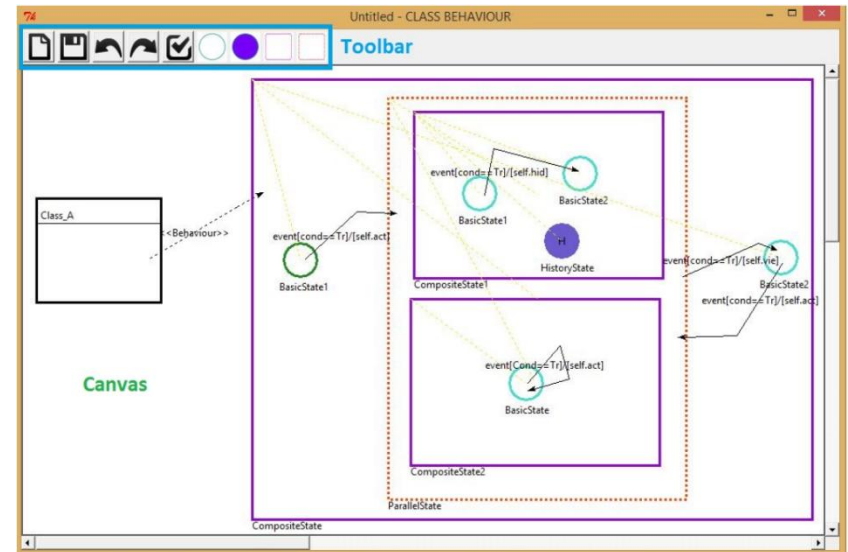 Untitled - CLASS BEHAVIOUR
Toolbar
Class_A
<<Behaviour>>
event[cond==Tr]/[self.act]
BasicState1
event[cond==Tr]/[self.hid]
BasicState1
BasicState2
H
HistoryState
CompositeState1
event[cond==Tr]/[self.vie]
BasicState2
event[cond==Tr]/[self.act]
event[Cond==Tr]/[self.act]
BasicState
CompositeState2
ParallelState
CompositeState
Canvas